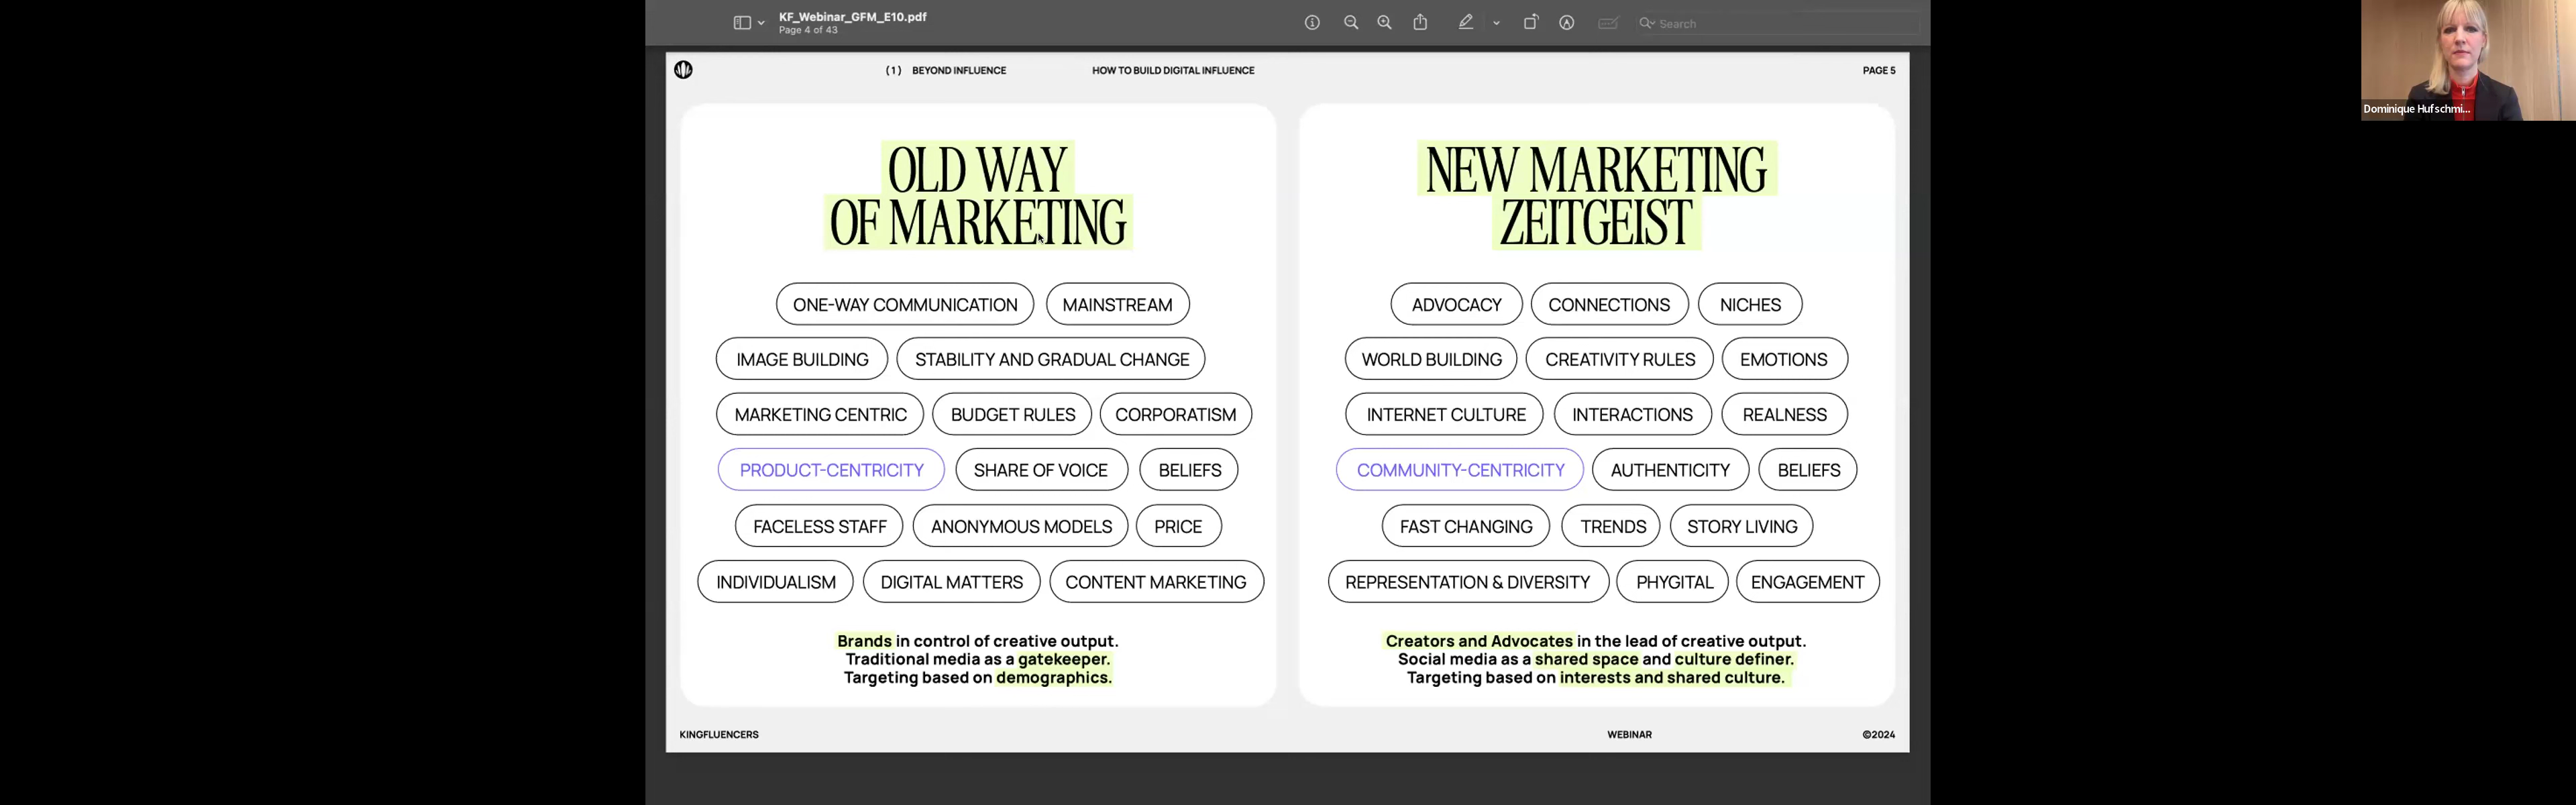 KF_Webinar_GFM_E10.pdf
Page 4 of 43
Search
Dominique Hufschmi...
(1) BEYOND INFLUENCE HOW TO BUILD DIGITAL INFLUENCE PAGE 5
OLD WAY
OF MARKETING
ONE-WAY COMMUNICATION MAINSTREAM
IMAGE BUILDING STABILITY AND GRADUAL CHANGE
MARKETING CENTRIC BUDGET RULES CORPORATISM
PRODUCT-CENTRICITY SHARE OF VOICE BELIEFS
FACELESS STAFF ANONYMOUS MODELS PRICE
INDIVIDUALISM DIGITAL MATTERS CONTENT MARKETING
Brands in control of creative output.
Traditional media as a gatekeeper.
Targeting based on demographics.
NEW MARKETING
ZEITGEIST
ADVOCACY CONNECTIONS NICHES
WORLD BUILDING CREATIVITY RULES EMOTIONS
INTERNET CULTURE INTERACTIONS REALNESS
COMMUNITY-CENTRICITY AUTHENTICITY BELIEFS
FAST CHANGING TRENDS STORY LIVING
REPRESENTATION & DIVERSITY PHYGITAL ENGAGEMENT
Creators and Advocates in the lead of creative output.
Social media as a shared space and culture definer.
Targeting based on interests and shared culture.
KINGFLUENCERS WEBINAR ©2024